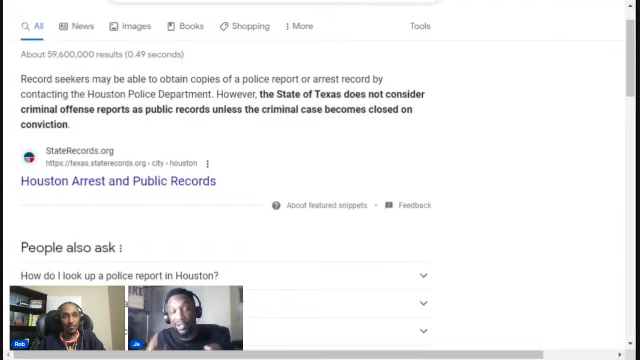 All
News
Images
Books
Shopping
More
Tools
About 59,600,000 results (0.49 seconds)
Record seekers may be able to obtain copies of a police report or arrest record by
contacting the Houston Police Department. However, the State of Texas does not consider
criminal offense reports as public records unless the criminal case becomes closed on
conviction.
StateRecords.org
https://texas.staterecords.org › city › houston
Houston Arrest and Public Records
About featured snippets
Feedback
People also ask
How do I look up a police report in Houston?
Rob
Ja